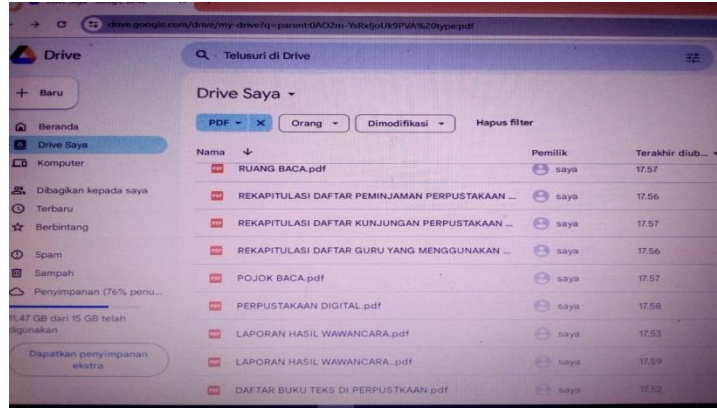 drive.google.com/drive/my-drive?q=parent:0AO2m-YsRxfjoUk9PVA%20type:pdf
Drive
Telusuri di Drive
+ Baru
Drive Saya
PDF
Orang
Dimodifikasi
Hapus filter
Beranda
Drive Saya
Komputer
Dibagikan kepada saya
Terbaru
Berbintang
Spam
Sampah
Penyimpanan (76% penu...
11,47 GB dari 15 GB telah
digunakan
Dapatkan penyimpanan
ekstra
Nama Pemilik Terakhir diub...
RUANG BACA.pdf saya 17.57
REKAPITULASI DAFTAR PEMINJAMAN PERPUSTAKAAN ... saya 17.56
REKAPITULASI DAFTAR KUNJUNGAN PERPUSTAKAAN ... saya 17.57
REKAPITULASI DAFTAR GURU YANG MENGGUNAKAN ... saya 17.56
POJOK BACA.pdf saya 17.57
PERPUSTAKAAN DIGITAL.pdf saya 17.58
LAPORAN HASIL WAWANCARA.pdf saya 17.53
LAPORAN HASIL WAWANCARA_.pdf saya 17.59
DAFTAR BUKU TEKS DI PERPUSTKAAN.pdf saya 17.52